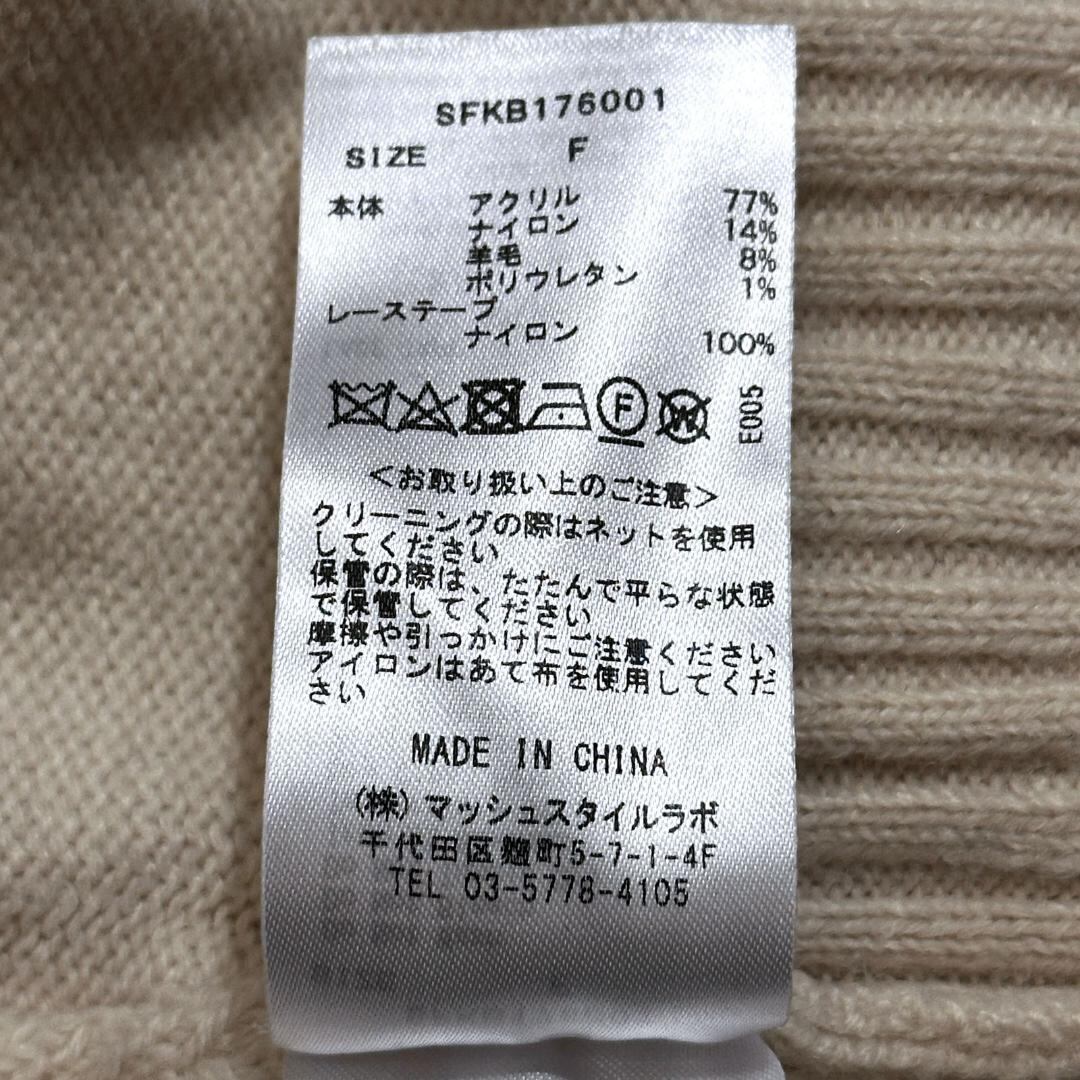 SFKB176001
SIZE F
本体 アクリル 77%
ナイロン 14%
羊毛 8%
ポリウレタン 1%
レーステープ
ナイロン 100%
F W E005
＜お取り扱い上のご注意＞
クリーニングの際はネットを使用
してください
保管の際は、たたんで平らな状態
で保管してください
摩擦や引っかけにご注意ください
アイロンはあて布を使用してくだ
さい
MADE IN CHINA
(株) マッシュスタイルラボ
千代田区麹町5-7-1-4F
TEL 03-5778-4105